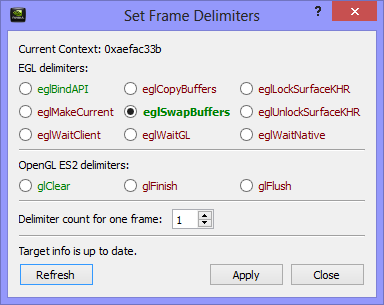 Set Frame Delimiters
?
Current Context: 0xaefac33b
EGL delimiters:
eglBindAPI eglCopyBuffers eglLockSurfaceKHR
eglMakeCurrent eglSwapBuffers eglUnlockSurfaceKHR
eglWaitClient eglWaitGL eglWaitNative
OpenGL ES2 delimiters:
glClear glFinish glFlush
Delimiter count for one frame: 1
Target info is up to date.
Refresh Apply Close